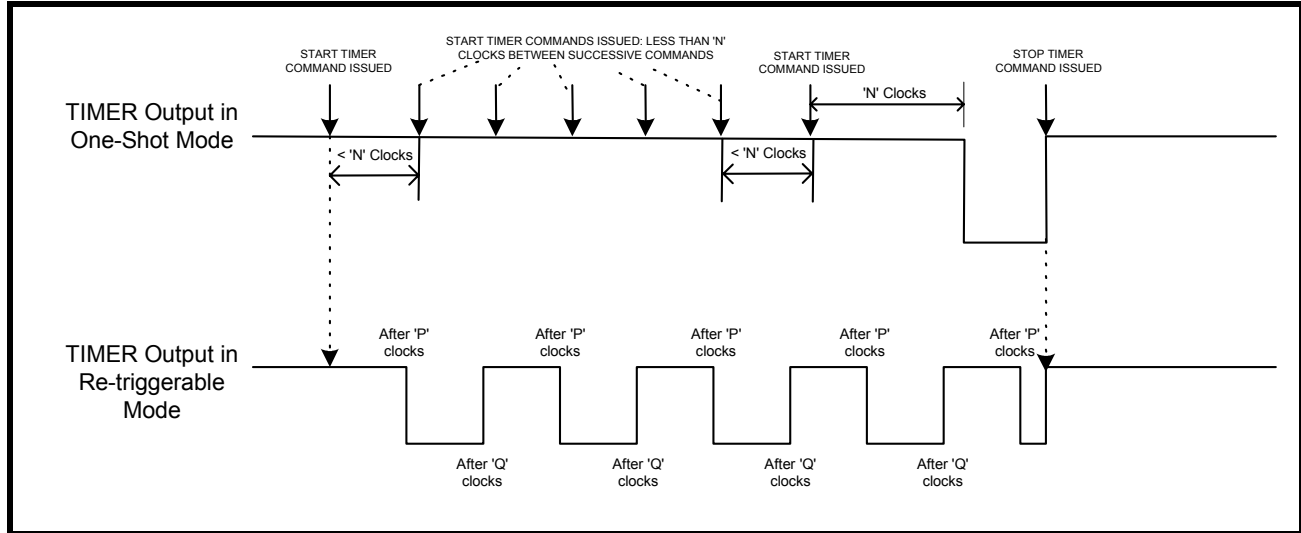 START TIMER
COMMAND ISSUED
START TIMER COMMANDS ISSUED: LESS THAN 'N'
CLOCKS BETWEEN SUCCESSIVE COMMANDS
START TIMER
COMMAND ISSUED
STOP TIMER
COMMAND ISSUED
TIMER Output in
One-Shot Mode
< 'N' Clocks
< 'N' Clocks
'N' Clocks
TIMER Output in
Re-triggerable
Mode
After 'P'
clocks
After 'P'
clocks
After 'P'
clocks
After 'P'
clocks
After 'P'
clocks
After 'Q'
clocks
After 'Q'
clocks
After 'Q'
clocks
After 'Q'
clocks